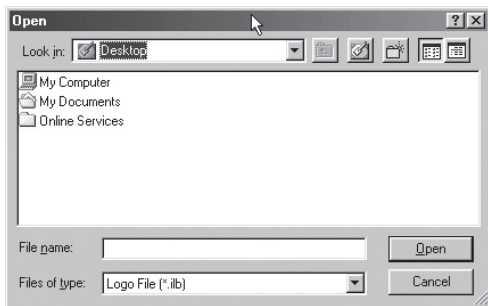 Open
Look in: Desktop
My Computer
My Documents
Online Services
File name: Open
Files of type: Logo File (*.ilb) Cancel